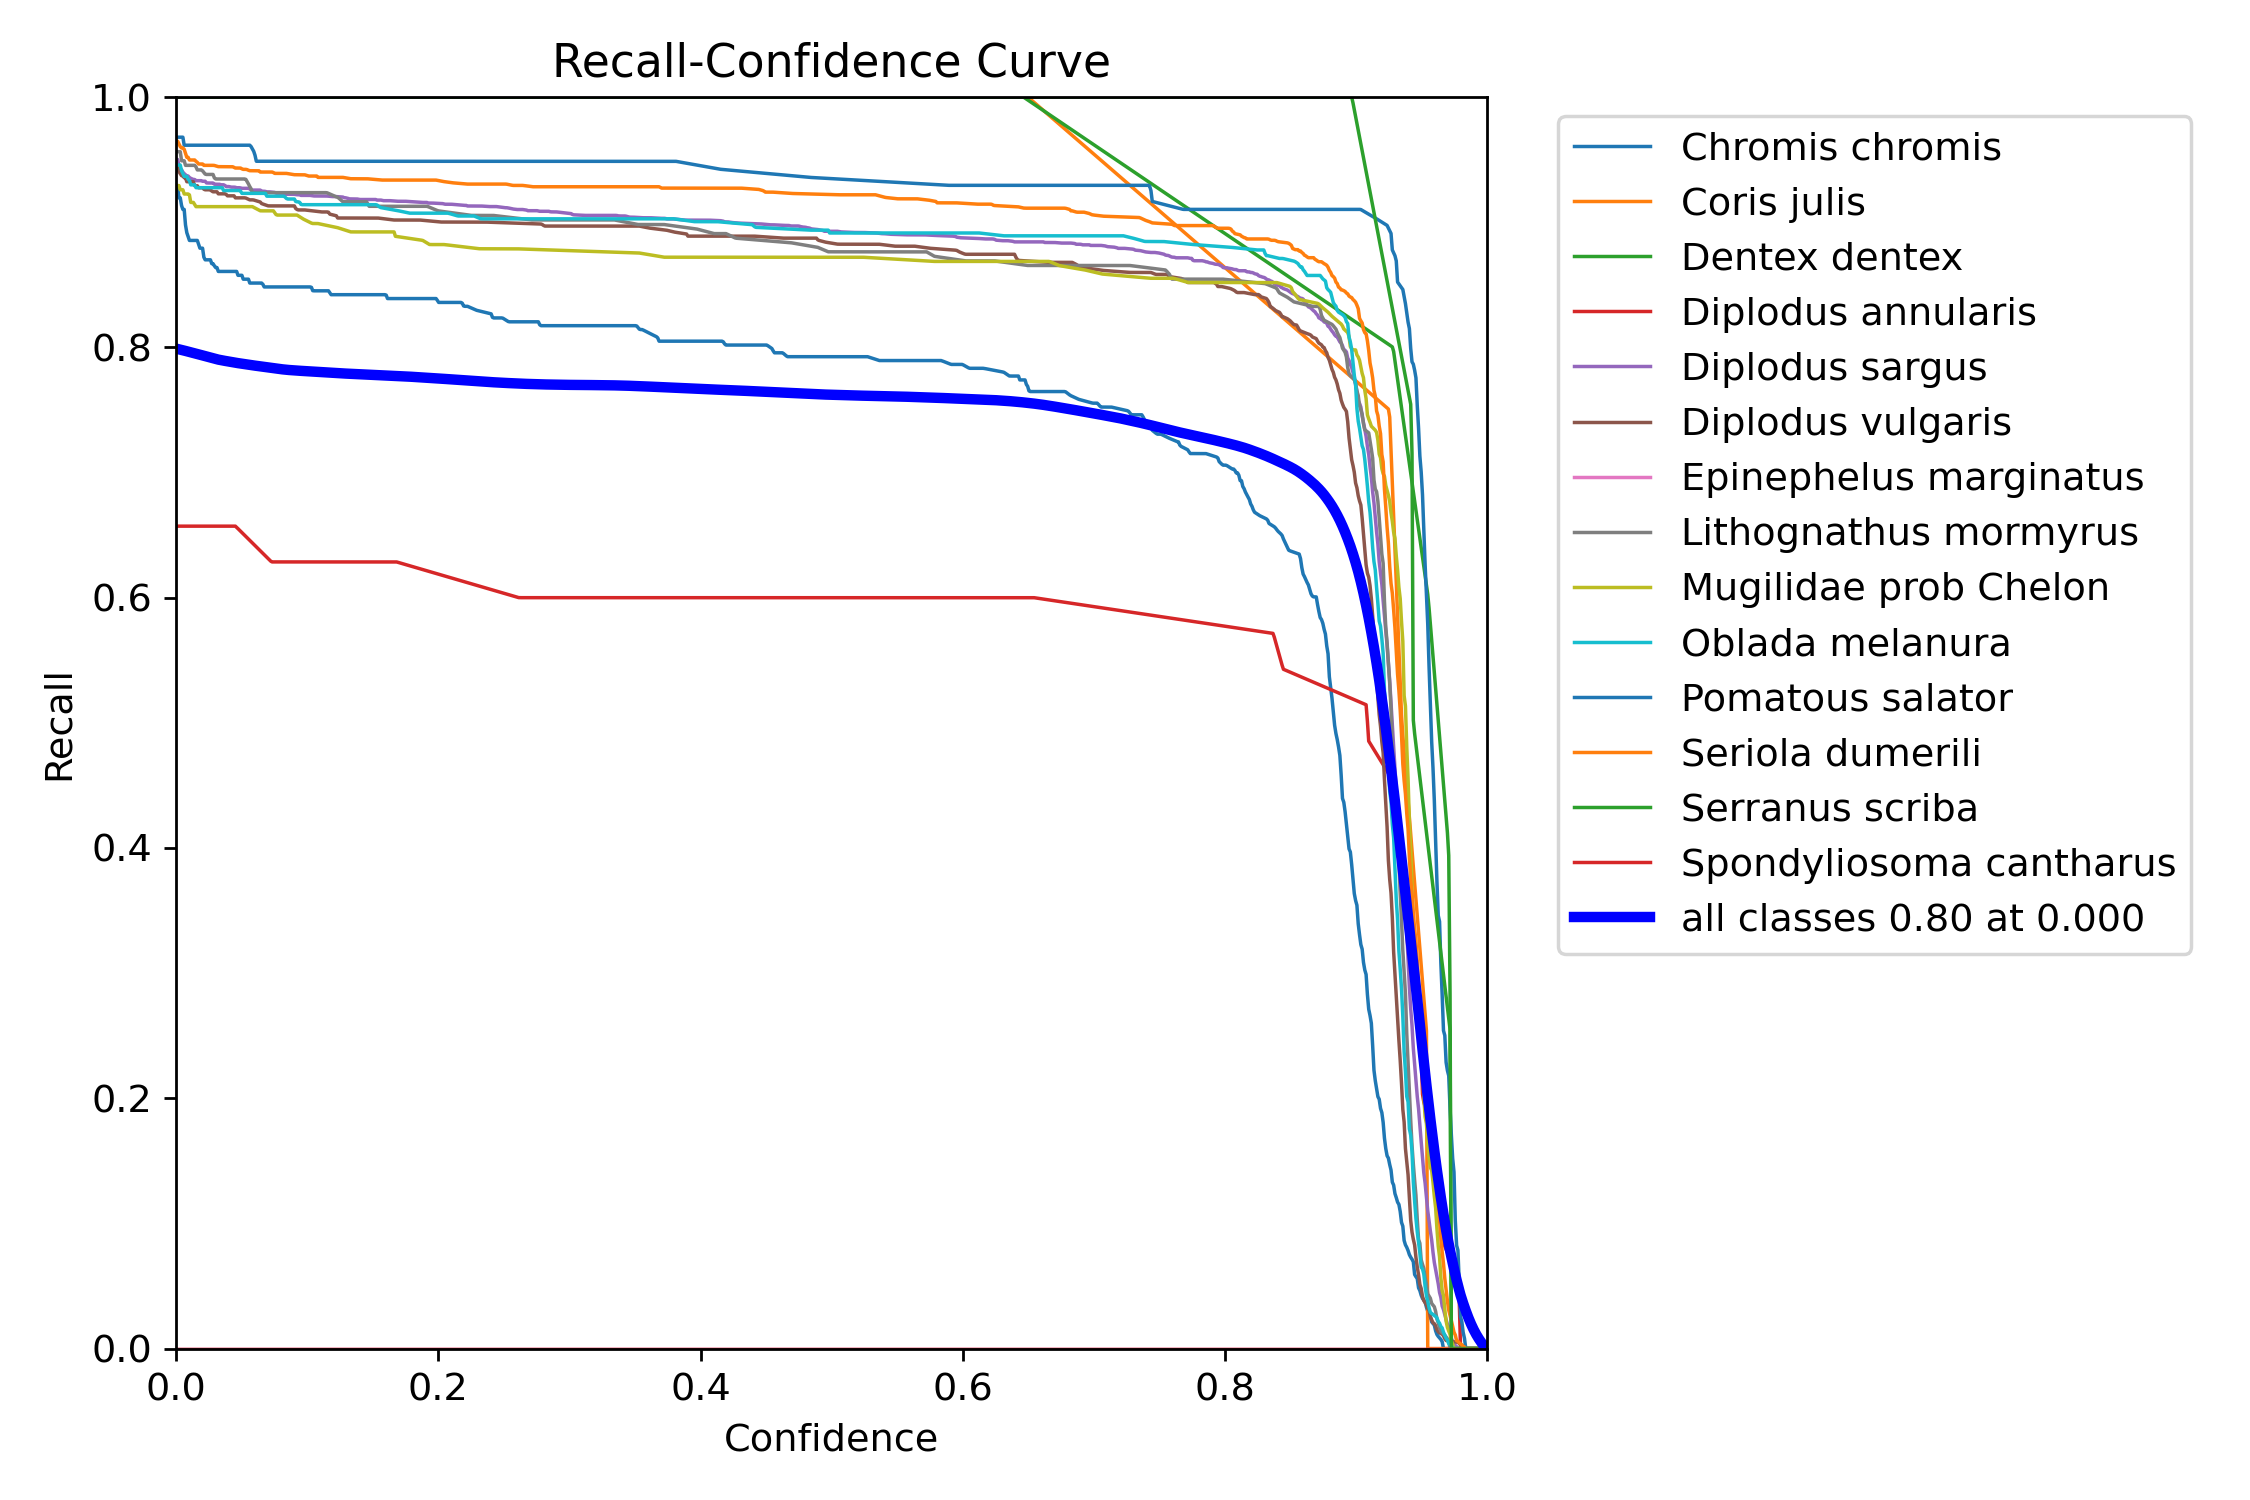 Recall-Confidence Curve
1.0
0.8
0.6
0.4
0.2
0.0
Recall
0.0 0.2 0.4 0.6 0.8 1.0
Confidence
Chromis chromis
Coris julis
Dentex dentex
Diplodus annularis
Diplodus sargus
Diplodus vulgaris
Epinephelus marginatus
Lithognathus mormyrus
Mugilidae prob Chelon
Oblada melanura
Pomatous salator
Seriola dumerili
Serranus scriba
Spondyliosoma cantharus
all classes 0.80 at 0.000